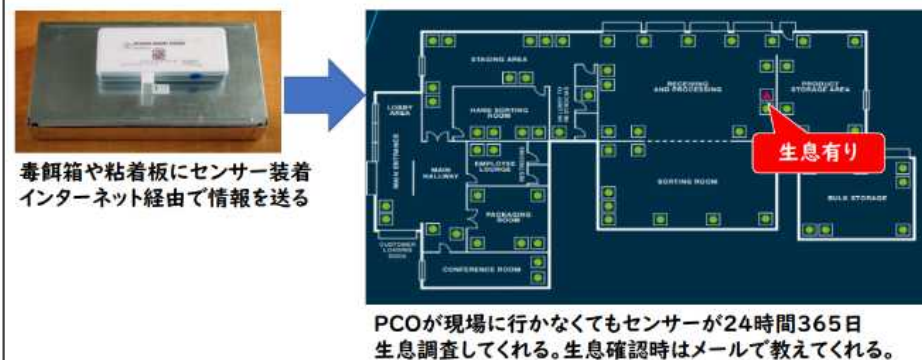 毒餌箱や粘着板にセンサー装着
インターネット経由で情報を送る
LOBBY
AREA
MAIN ENTRANCE
STAGING AREA
HAND SORTING
ROOM
MAIN
HALLWAY
EMPLOYEE
LOUNGE
PACKAGING
ROOM
CUSTOMER
LOADING
DOCK
CONFERENCE ROOM
RECEIVING
AND PROCESSING
PRODUCT
STORAGE AREA
生息有り
SORTING ROOM
BULK STORAGE
PCOが現場に行かなくてもセンサーが24時間365日
生息調査してくれる。生息確認時はメールで教えてくれる。